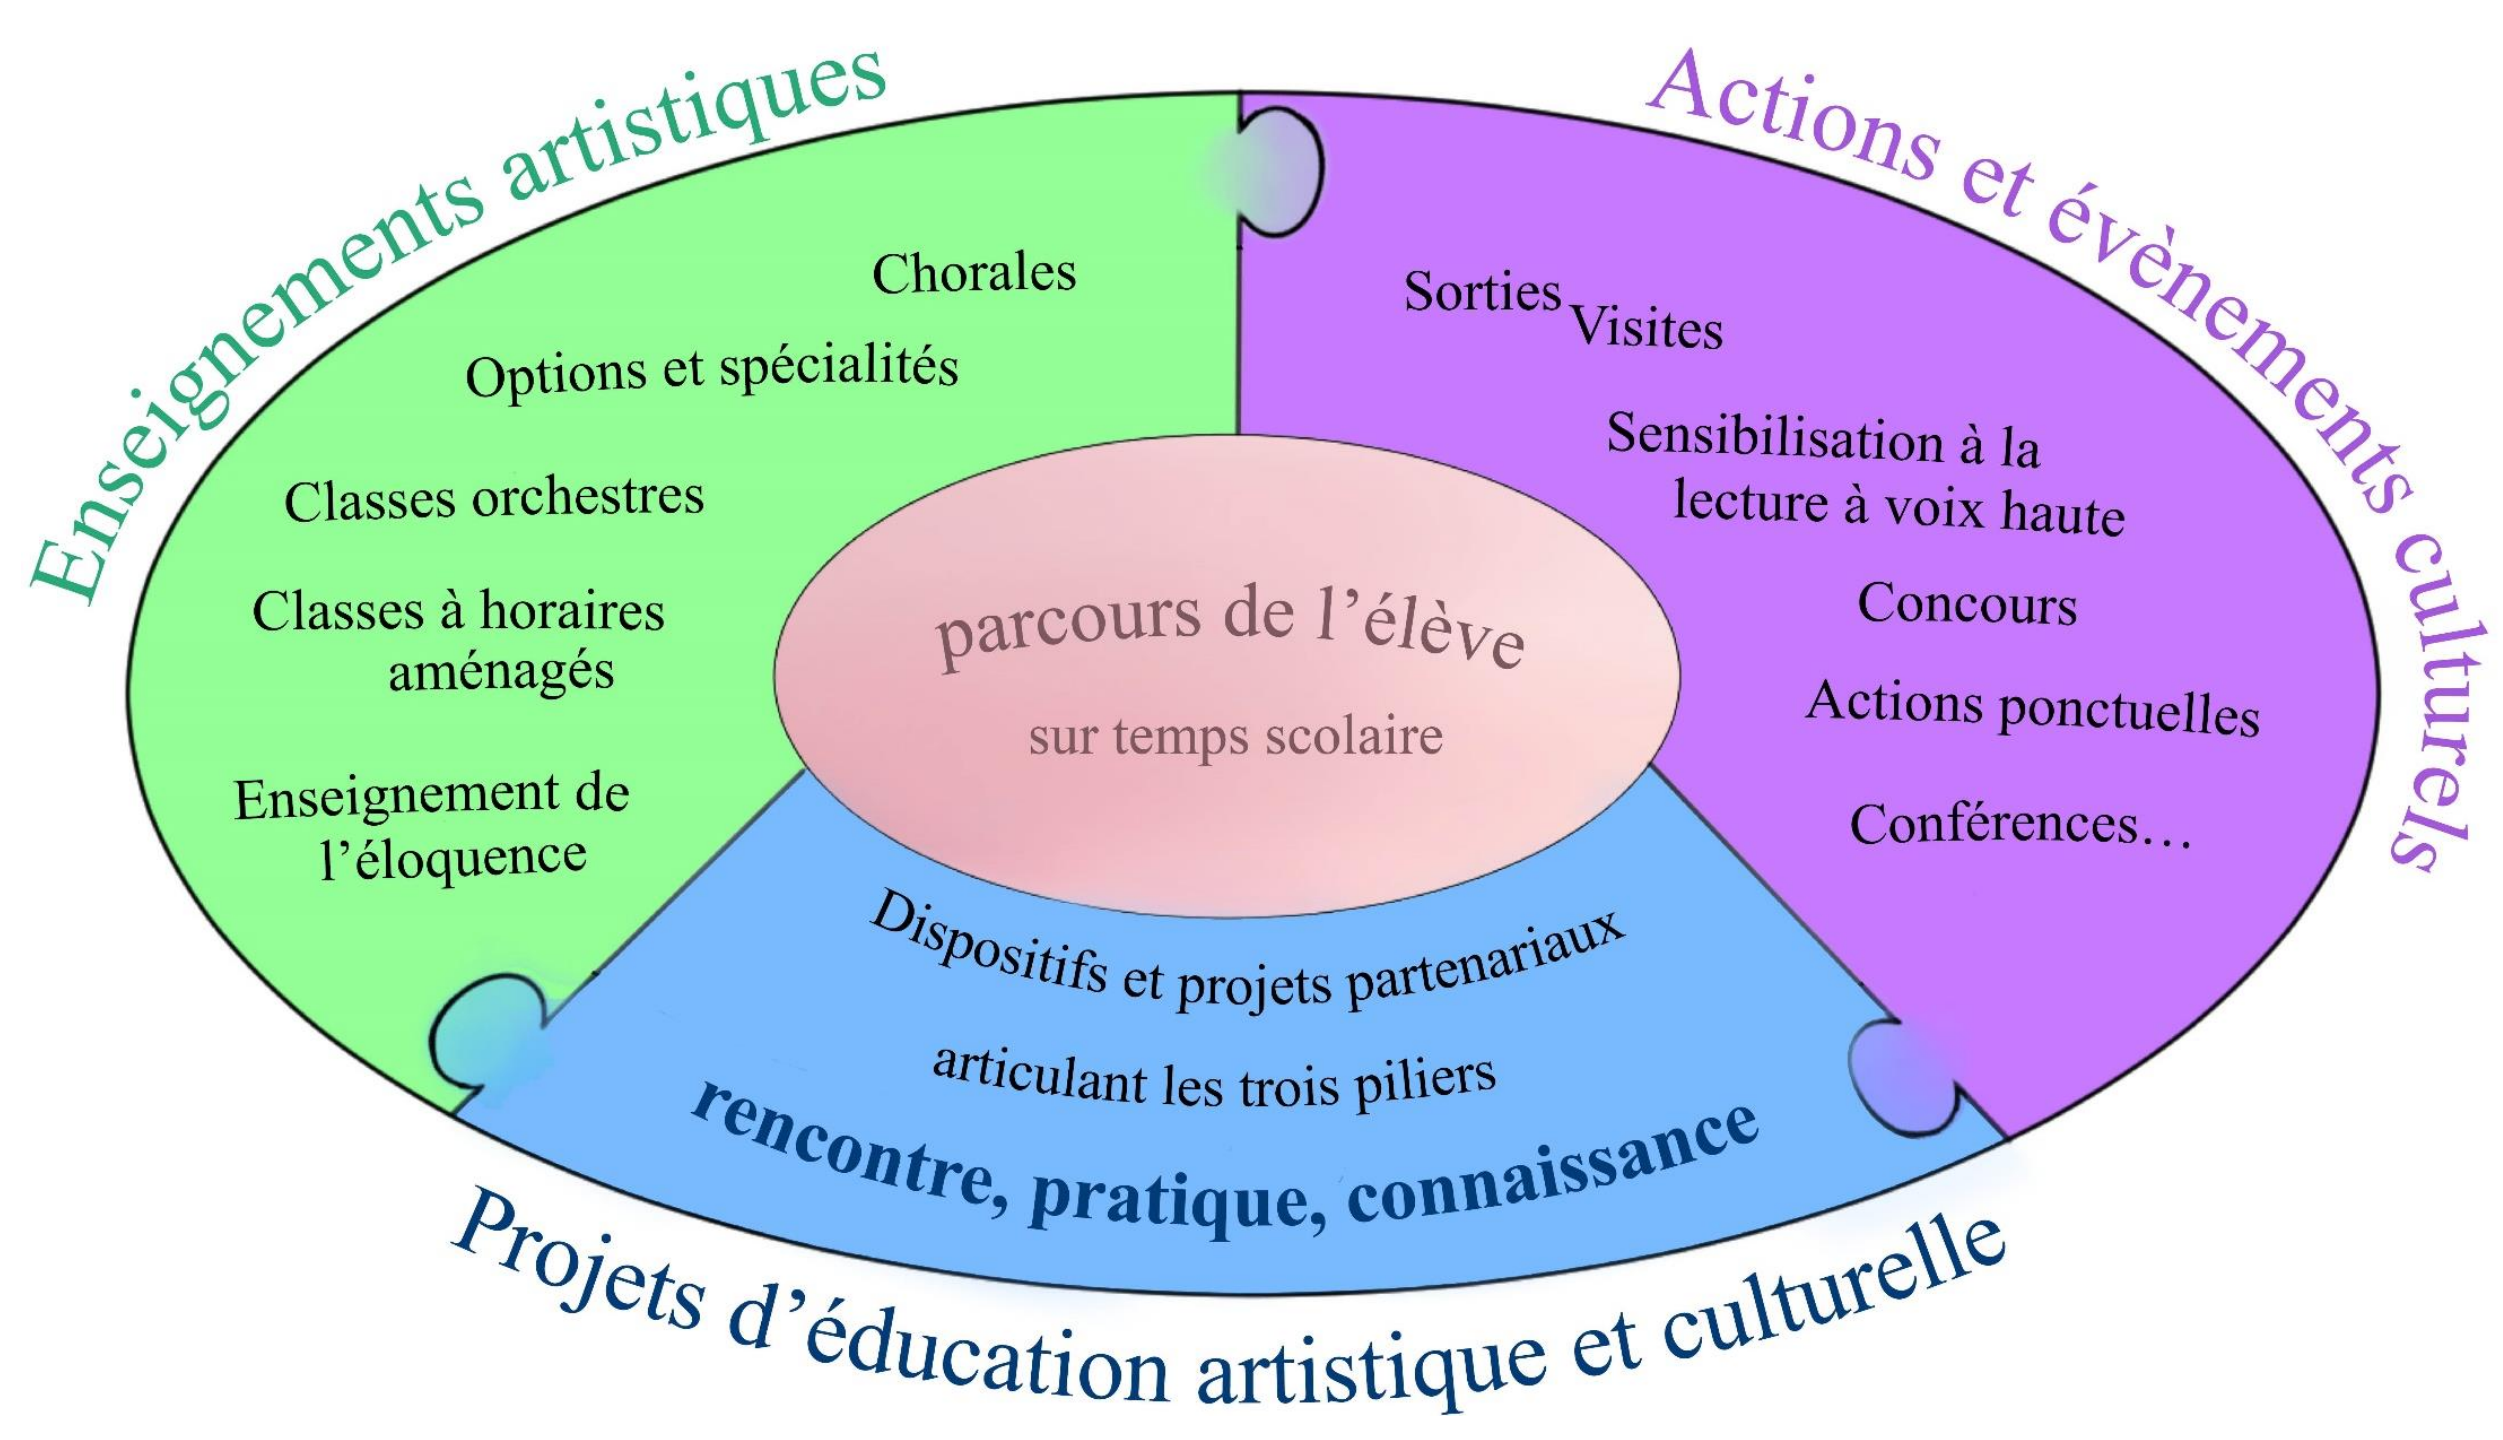 Enseignements artistiques
Chorales
Options et spécialités
Classes orchestres
Classes à horaires
aménagés
Enseignement de
l’éloquence
Actions et évènements culturels
Sorties
Visites
Sensibilisation à la
lecture à voix haute
Concours
Actions ponctuelles
Conférences…
parcours de l’élève
sur temps scolaire
Dispositifs et projets partenariaux
articulant les trois piliers
rencontre, pratique, connaissance
Projets d’éducation artistique et culturelle